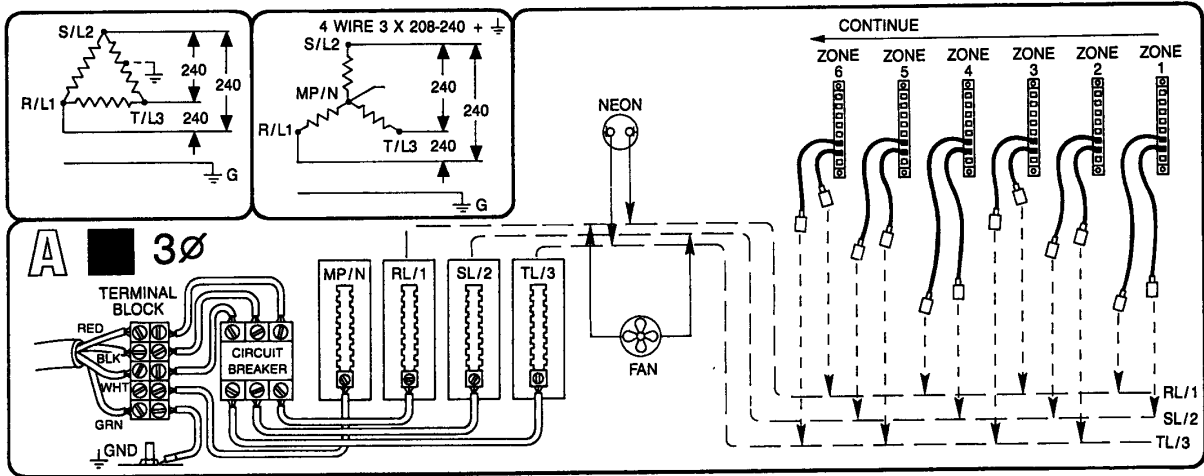 S/L2
240
240
R/L1
T/L3
240
G
4 WIRE 3 X 208-240 +
S/L2
MP/N
240
240
R/L1
T/L3
240
G
CONTINUE
ZONE 6
ZONE 5
ZONE 4
ZONE 3
ZONE 2
ZONE 1
NEON
A 3Ø
TERMINAL
BLOCK
RED
BLK
WHT
GRN
GND
CIRCUIT
BREAKER
MP/N
RL/1
SL/2
TL/3
FAN
RL/1
SL/2
TL/3